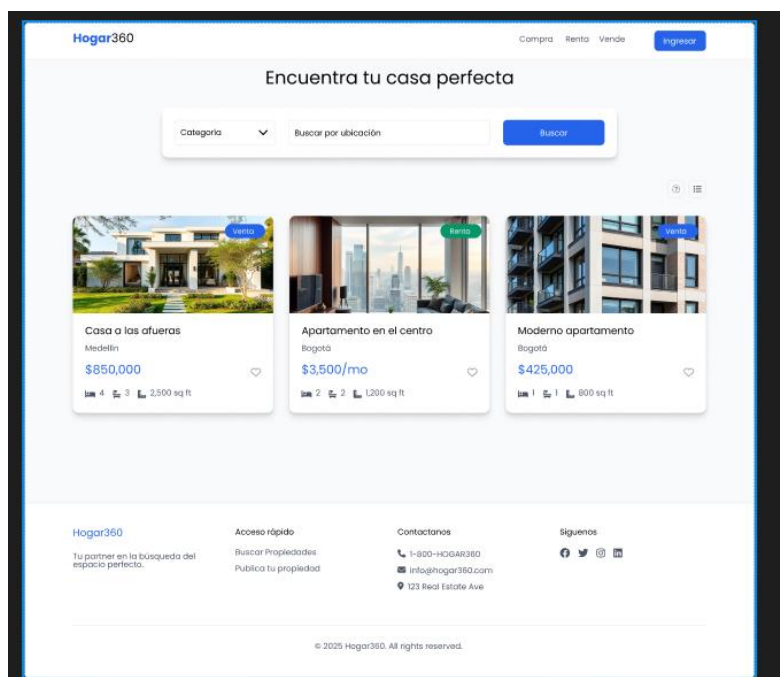 Hogar360
Compra Renta Vende Ingresar
Encuentra tu casa perfecta
Categoria Buscar por ubicación Buscar
Venta Renta Venta
Casa a las afueras
Medellín
$850,000
4 3 2,500 sq ft
Apartamento en el centro
Bogotá
$3,500/mo
2 2 1,200 sq ft
Moderno apartamento
Bogotá
$425,000
1 1 800 sq ft
Hogar360
Tu partner en la búsqueda del
espacio perfecto.
Acceso rápido
Buscar Propiedades
Publica tu propiedad
Contactanos
1-800-HOGAR360
info@hogar360.com
123 Real Estate Ave
Siguenos
© 2025 Hogar360. All rights reserved.